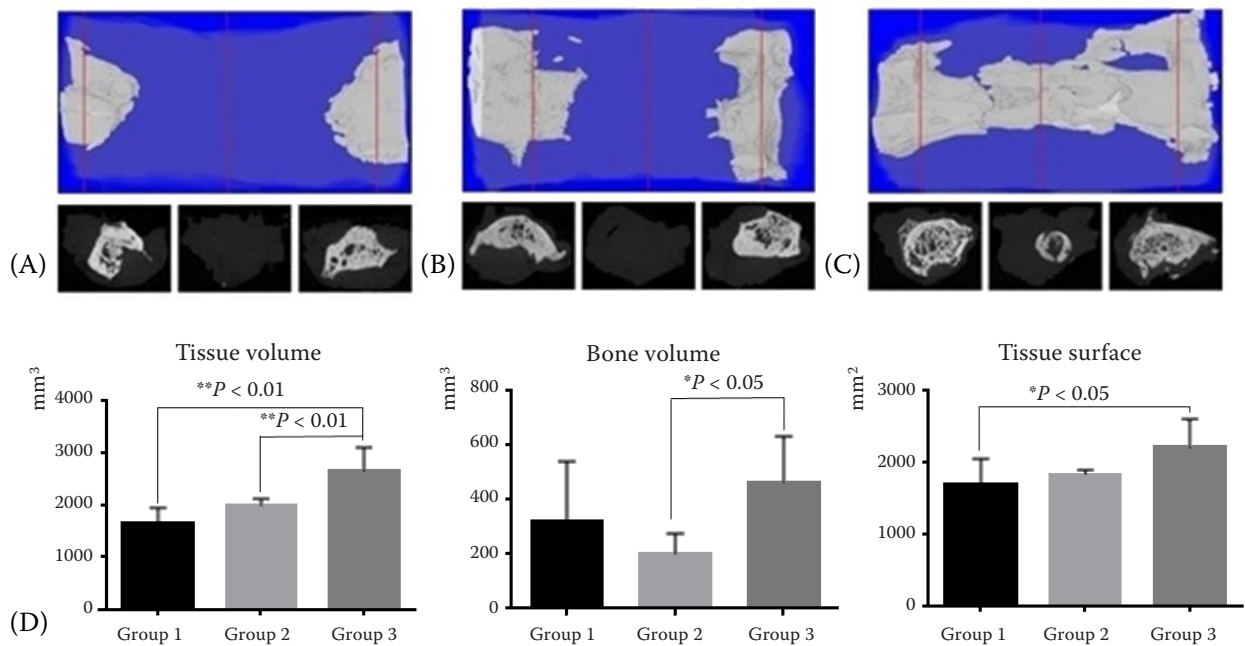 (A)
(B)
(C)
Tissue volume
mm³
**P < 0.01
**P < 0.01
4000
3000
2000
1000
0
Group 1 Group 2 Group 3
Bone volume
mm³
*P < 0.05
800
600
400
200
0
Group 1 Group 2 Group 3
Tissue surface
mm²
*P < 0.05
3000
2000
1000
0
Group 1 Group 2 Group 3
(D)